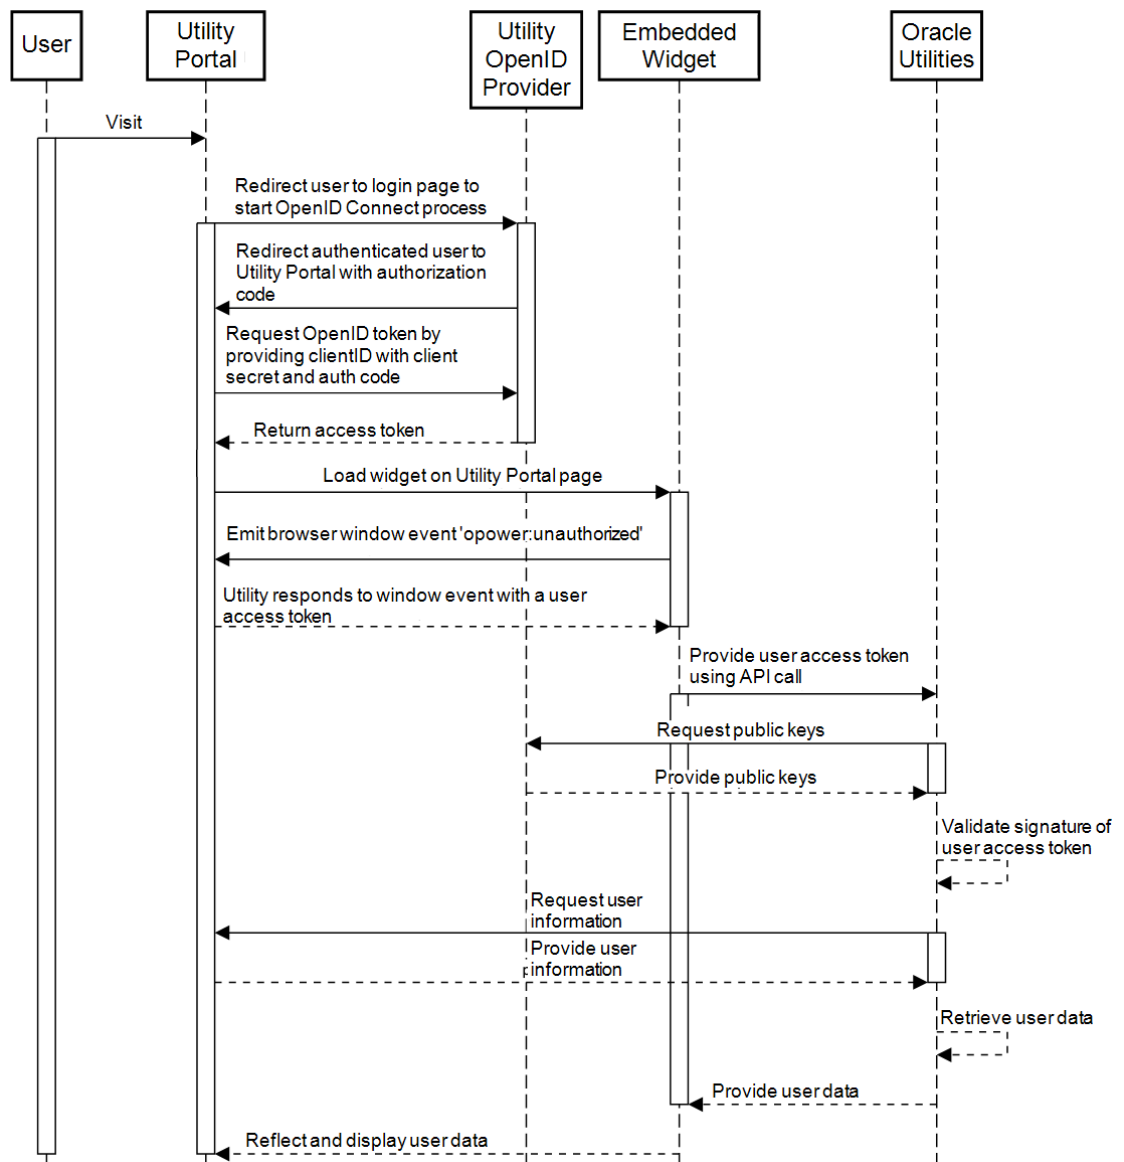 User
Utility
Portal
Utility
OpenID
Provider
Embedded
Widget
Oracle
Utilities
Visit
Redirect user to login page to
start OpenID Connect process
Redirect authenticated user to
Utility Portal with authorization
code
Request OpenID token by
providing clientID with client
secret and auth code
Return access token
Load widget on Utility Portal page
Emit browser window event 'opower:unauthorized'
Utility responds to window event with a user
access token
Provide user access token
using API call
Request public keys
Provide public keys
Validate signature of
user access token
Request user
information
Provide user
information
Retrieve user data
Provide user data
Reflect and display user data